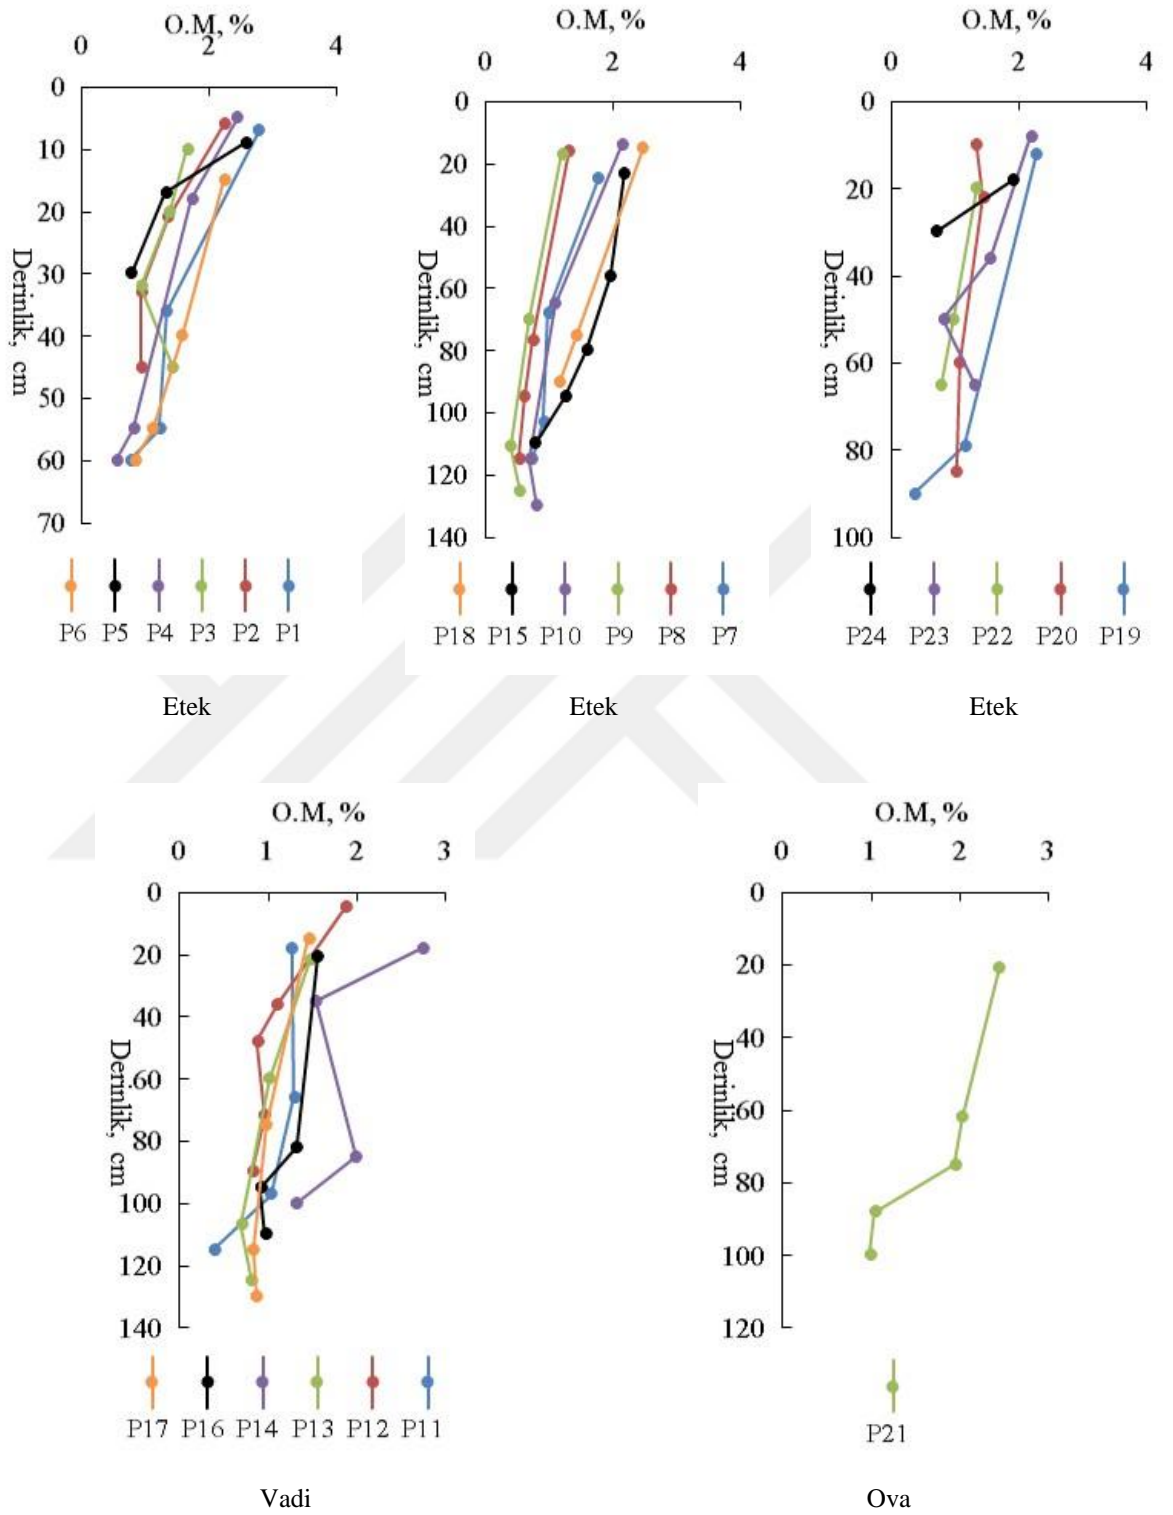 O.M, %
0 2 4
0
10
20
30
40
50
60
70
Derinlik, cm
P6 P5 P4 P3 P2 P1
Etek
O.M, %
0 2 4
0
20
40
60
80
100
120
140
Derinlik, cm
P18 P15 P10 P9 P8 P7
Etek
O.M, %
0 2 4
0
20
40
60
80
100
Derinlik, cm
P24 P23 P22 P20 P19
Etek
O.M, %
0 1 2 3
0
20
40
60
80
100
120
140
Derinlik, cm
P17 P16 P14 P13 P12 P11
Vadi
O.M, %
0 1 2 3
0
20
40
60
80
100
120
Derinlik, cm
P21
Ova